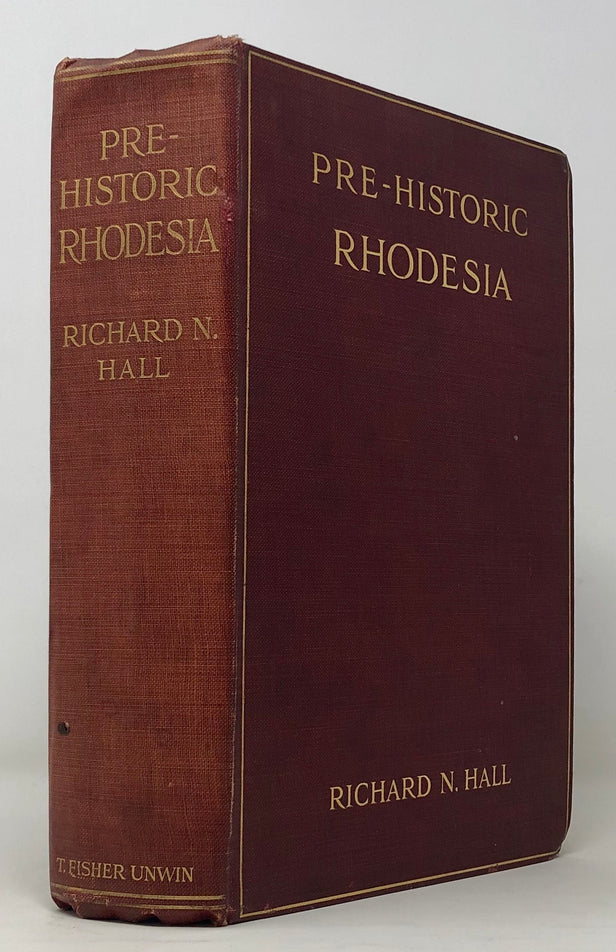 PRE-
HISTORIC
RHODESIA
RICHARD N.
HALL
T. FISHER UNWIN
PRE-HISTORIC
RHODESIA
RICHARD N. HALL